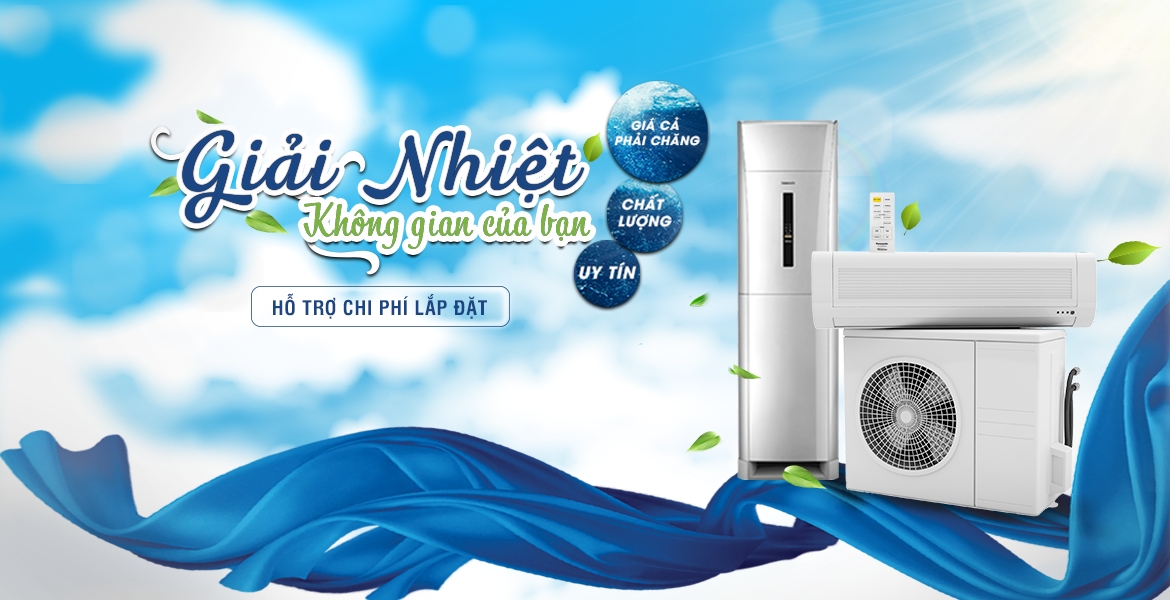 Giải Nhiệt
Không gian của bạn
HỖ TRỢ CHI PHÍ LẮP ĐẶT
GIÁ CẢ
PHẢI CHĂNG
CHẤT
LƯỢNG
UY TÍN